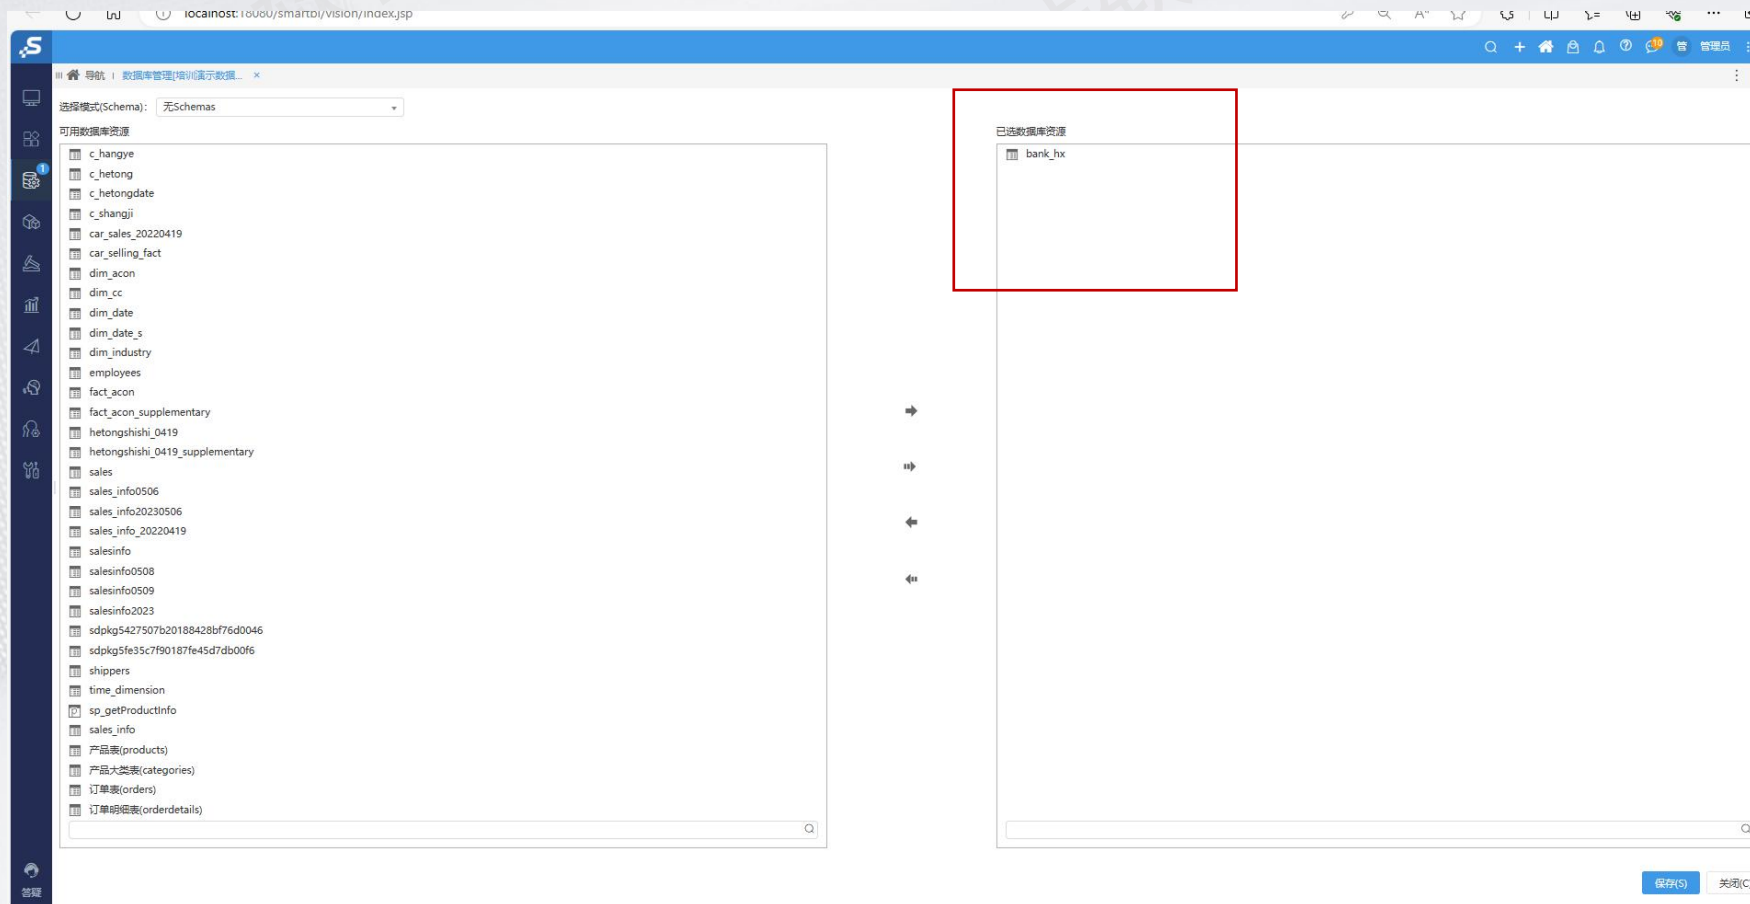 localhost:18080/smartbi/vision/index.jsp
S
10
管 管理员
导航 数据库管理[培训演示数据... ×
选择模式(Schema): 无Schemas
可用数据库资源
已选数据库资源
1
c_hangye
c_hetong
c_hetongdate
c_shangji
car_sales_20220419
car_selling_fact
dim_acon
dim_cc
dim_date
dim_date_s
dim_industry
employees
fact_acon
fact_acon_supplementary
hetongshishi_0419
hetongshishi_0419_supplementary
sales
sales_info0506
sales_info20230506
sales_info_20220419
salesinfo
salesinfo0508
salesinfo0509
salesinfo2023
sdpkg5427507b20188428bf76d0046
sdpkg5fe35c7f90187fe45d7db00f6
shippers
time_dimension
sp_getProductInfo
sales_info
产品表(products)
产品大类表(categories)
订单表(orders)
订单明细表(orderdetails)
bank_hx
答疑
保存(S) 关闭(C